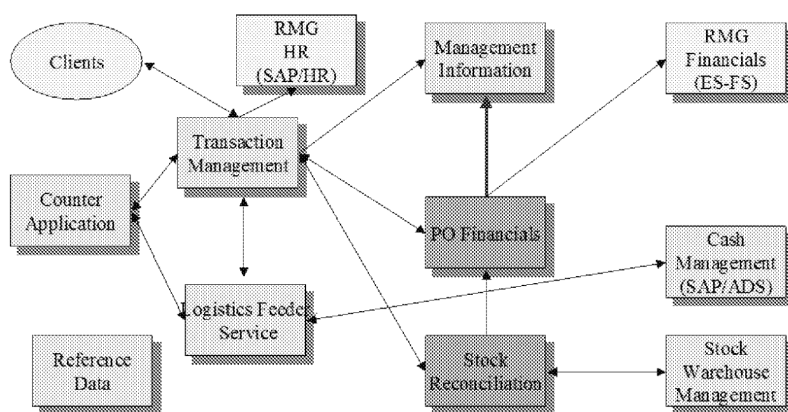 Clients
RMG
HR
(SAP/HR)
Management
Information
RMG
Financials
(ES-FS)
Transaction
Management
Counter
Application
PO Financials
Cash
Management
(SAP/ADS)
Logistics Feeder
Service
Reference
Data
Stock
Reconciliation
Stock
Warehouse
Management